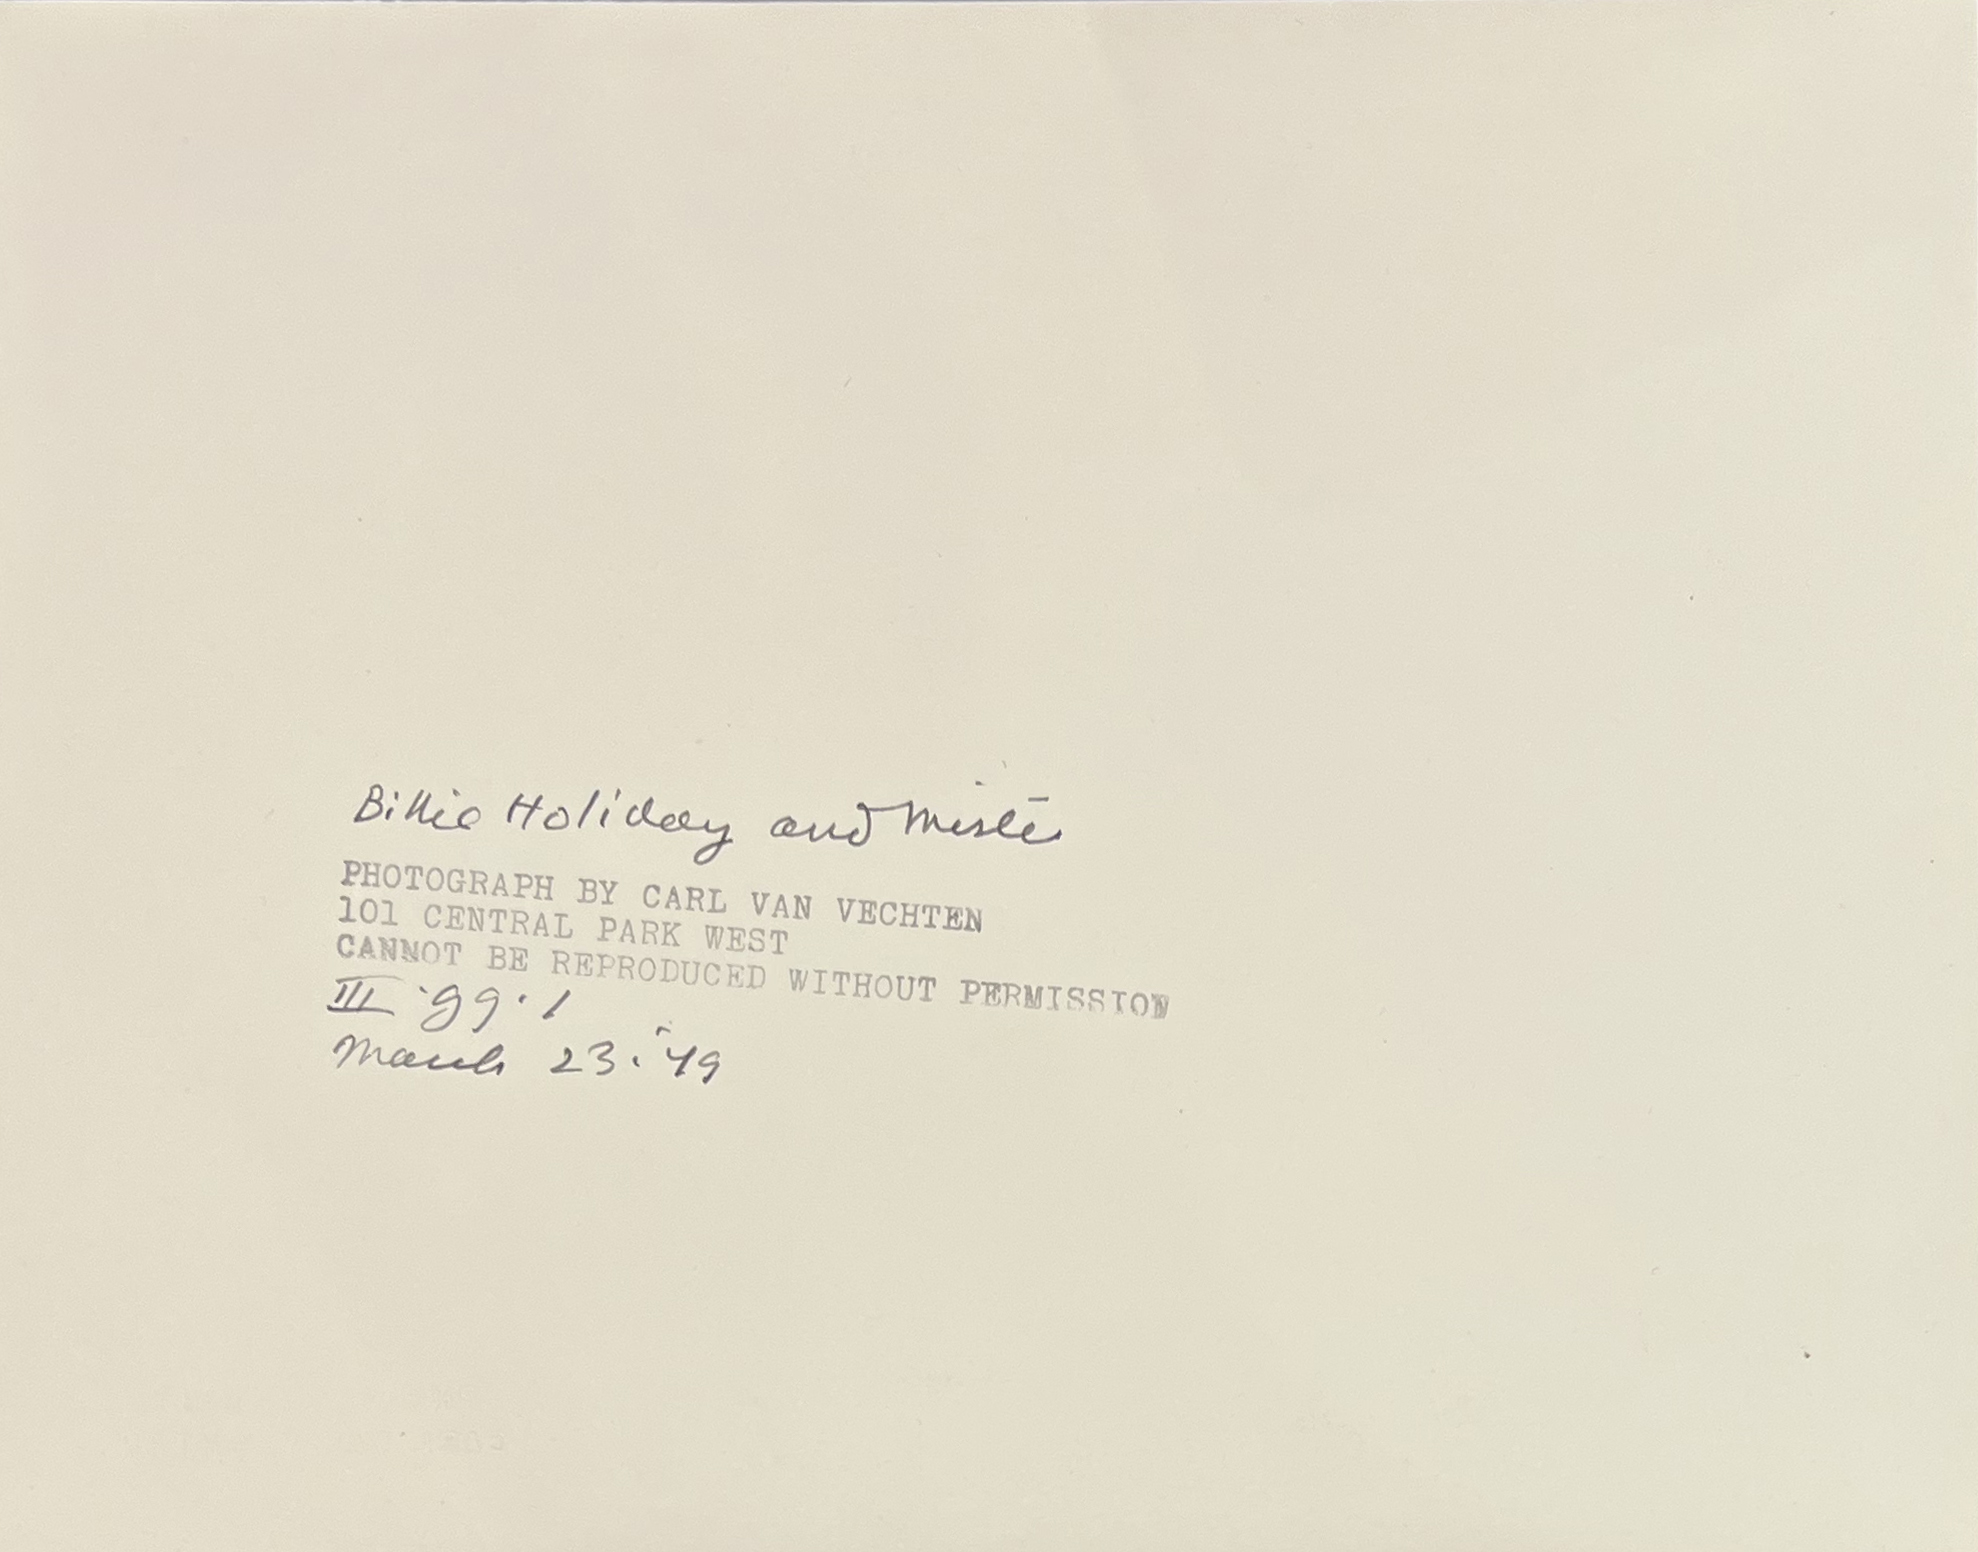 Billie Holiday and Mister
PHOTOGRAPH BY CARL VAN VECHTEN
101 CENTRAL PARK WEST
CANNOT BE REPRODUCED WITHOUT PERMISSION
III gg·1
March 23·'49